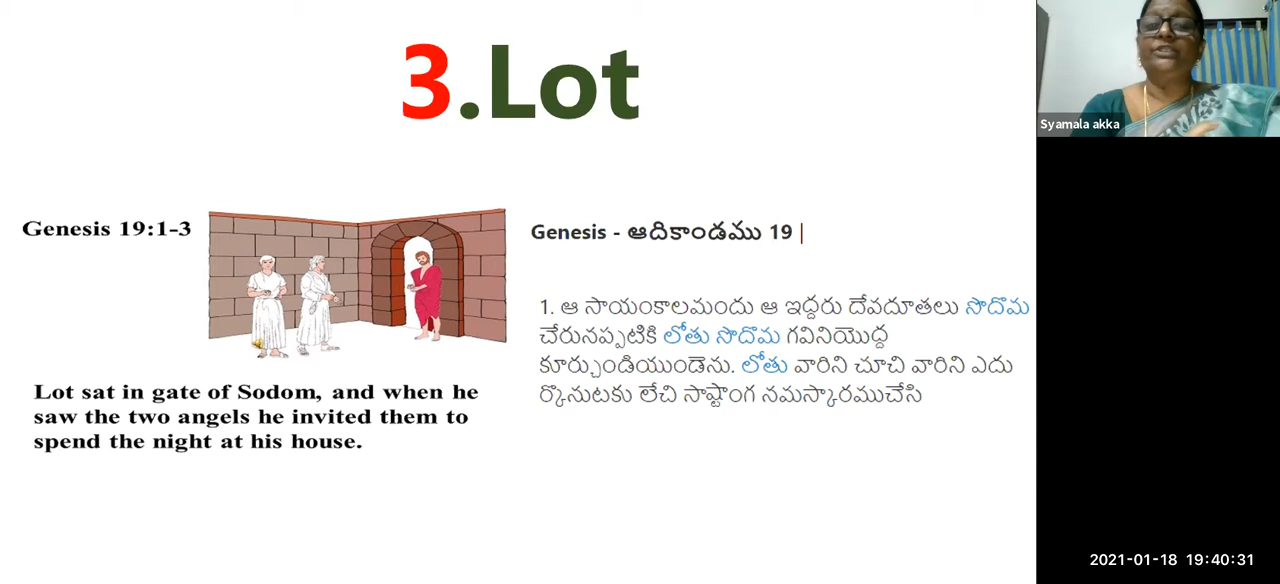 3.Lot
Syamala akka
Genesis 19:1-3
Lot sat in gate of Sodom, and when he
saw the two angels he invited them to
spend the night at his house.
Genesis - ఆదికాండము 19 |
1. ఆ సాయంకాలమందు ఆ ఇద్దరు దేవదూతలు సొదొమ
చేరునప్పటికి లోతు సొదొమ గవినియొద్ద
కూర్చుండియుండెను. లోతు వారిని చూచి వారిని ఎదు
ర్కొనుటకు లేచి సాష్టాంగ నమస్కారముచేసి
2021-01-18 19:40:31